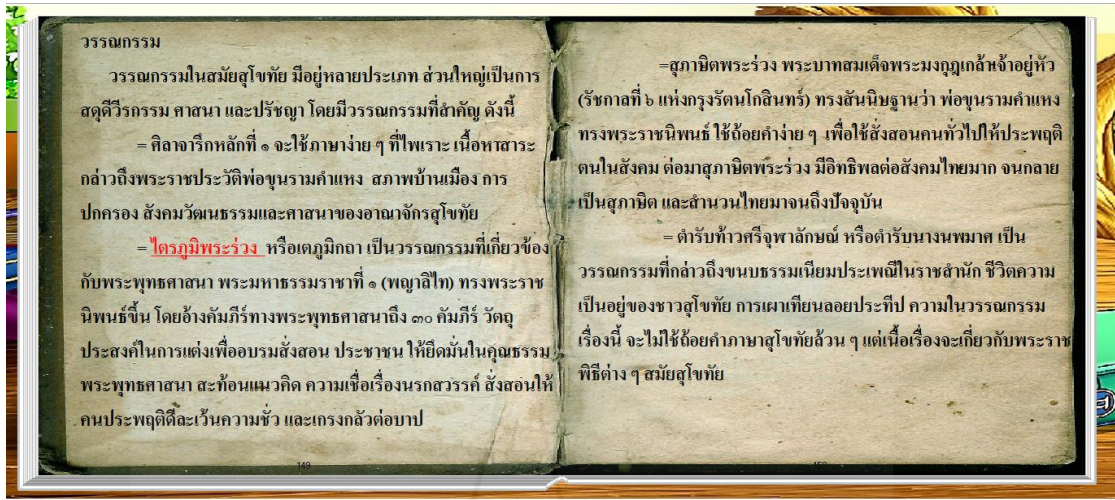 วรรณกรรม
วรรณกรรมในสมัยสุโขทัย มีอยู่หลายประเภท ส่วนใหญ่เป็นการ
สดุดีวีรกรรม ศาสนา และปรัชญา โดยมีวรรณกรรมที่สำคัญ ดังนี้
= ศิลาจารึกหลักที่ ๑ จะใช้ภาษาง่าย ๆ ที่ไพเราะ เนื้อหาสาระ
กล่าวถึงพระราชประวัติพ่อขุนรามคำแหง สภาพบ้านเมือง การ
ปกครอง สังคมวัฒนธรรมและศาสนาของอาณาจักรสุโขทัย
= ไตรภูมิพระร่วง หรือเตภูมิกถา เป็นวรรณกรรมที่เกี่ยวข้อง
กับพระพุทธศาสนา พระมหาธรรมราชาที่ ๑ (พญาลิไท) ทรงพระราช
นิพนธ์ขึ้น โดยอ้างคัมภีร์ทางพระพุทธศาสนาถึง ๓๐ คัมภีร์ วัตถุ
ประสงค์ในการแต่งเพื่ออบรมสั่งสอน ประชาชน ให้ยึดมั่นในคุณธรรม
พระพุทธศาสนา สะท้อนแนวคิด ความเชื่อเรื่องนรกสวรรค์ สั่งสอนให้
คนประพฤติดีละเว้นความชั่ว และเกรงกลัวต่อบาป
149
=สุภาษิตพระร่วง พระบาทสมเด็จพระมงกุฎเกล้าเจ้าอยู่หัว
(รัชกาลที่ ๖ แห่งกรุงรัตนโกสินทร์) ทรงสันนิษฐานว่า พ่อขุนรามคำแหง
ทรงพระราชนิพนธ์ ใช้ถ้อยคำง่าย ๆ เพื่อใช้สั่งสอนคนทั่วไปให้ประพฤติ
ตนในสังคม ต่อมาสุภาษิตพระร่วง มีอิทธิพลต่อสังคมไทยมาก จนกลาย
เป็นสุภาษิต และสำนวนไทยมาจนถึงปัจจุบัน
= ตำรับท้าวศรีจุฬาลักษณ์ หรือตำรับนางนพมาศ เป็น
วรรณกรรมที่กล่าวถึงขนบธรรมเนียมประเพณีในราชสำนัก ชีวิตความ
เป็นอยู่ของชาวสุโขทัย การเผาเทียนลอยประทีป ความในวรรณกรรม
เรื่องนี้ จะไม่ใช้ถ้อยคำภาษาสุโขทัยล้วน ๆ แต่เนื้อเรื่องจะเกี่ยวกับพระราช
พิธีต่าง ๆ สมัยสุโขทัย
150